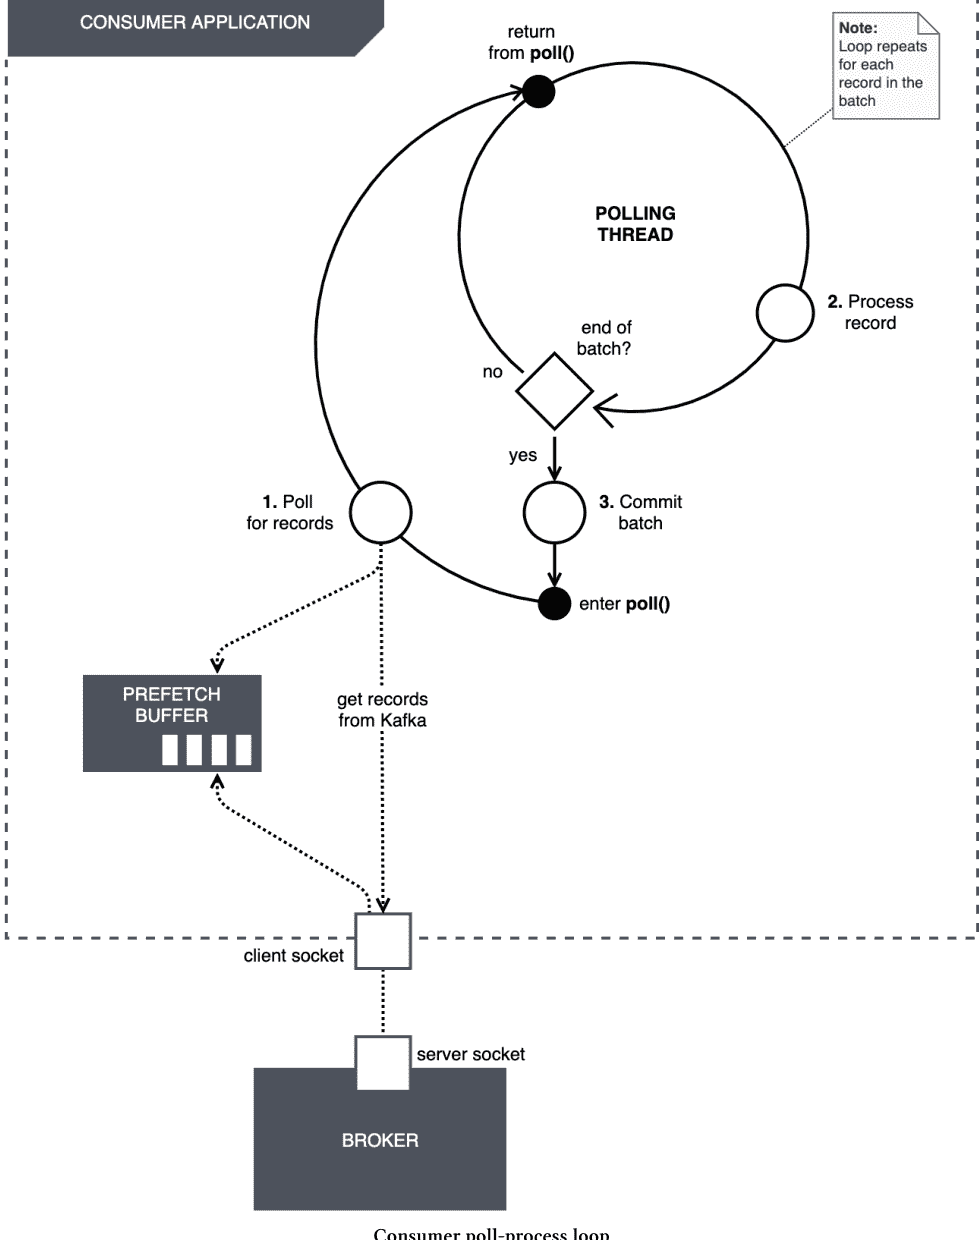 CONSUMER APPLICATION
return
from poll()
Note:
Loop repeats
for each
record in the
batch
POLLING
THREAD
2. Process
record
end of
batch?
no
yes
1. Poll
for records
3. Commit
batch
enter poll()
PREFETCH
BUFFER
get records
from Kafka
client socket
server socket
BROKER
Consumer poll-process loop